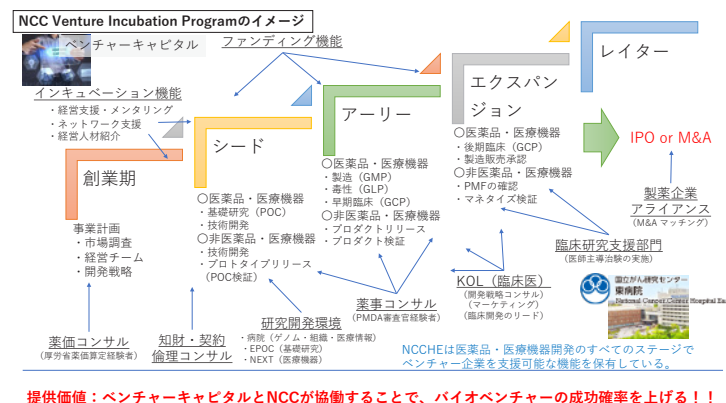 NCC Venture Incubation Programのイメージ
ベンチャーキャピタル
ファンディング機能
インキュベーション機能
・経営支援・メンタリング
・ネットワーク支援
・経営人材紹介
創業期
事業計画
・市場調査
・経営チーム
・開発戦略
シード
〇医薬品・医療機器
・基礎研究（POC）
・技術開発
〇非医薬品・医療機器
・技術開発
・プロトタイプリリース
（POC検証）
アーリー
〇医薬品・医療機器
・製造（GMP）
・毒性（GLP）
・早期臨床（GCP）
〇非医薬品・医療機器
・プロダクトリリース
・プロダクト検証
エクスパン
ジョン
〇医薬品・医療機器
・後期臨床（GCP）
・製造販売承認
〇非医薬品・医療機器
・PMFの確認
・マネタイズ検証
レイター
IPO or M&A
製薬企業
アライアンス
（M&A マッチング）
臨床研究支援部門
（医師主導治験の実施）
KOL（臨床医）
（開発戦略コンサル）
（マーケティング）
（臨床開発のリード）
薬事コンサル
（PMDA審査官経験者）
研究開発環境
・病院（ゲノム・組織・医療情報）
・EPOC（基礎研究）
・NEXT（医療機器）
知財・契約
倫理コンサル
薬価コンサル
（厚労省薬価算定経験者）
国立がん研究センター
東病院
National Cancer Center Hospital Ea
NCCHEは医薬品・医療機器開発のすべてのステージで
ベンチャー企業を支援可能な機能を保有している。
提供価値：ベンチャーキャピタルとNCCが協働することで、バイオベンチャーの成功確率を上げる！！